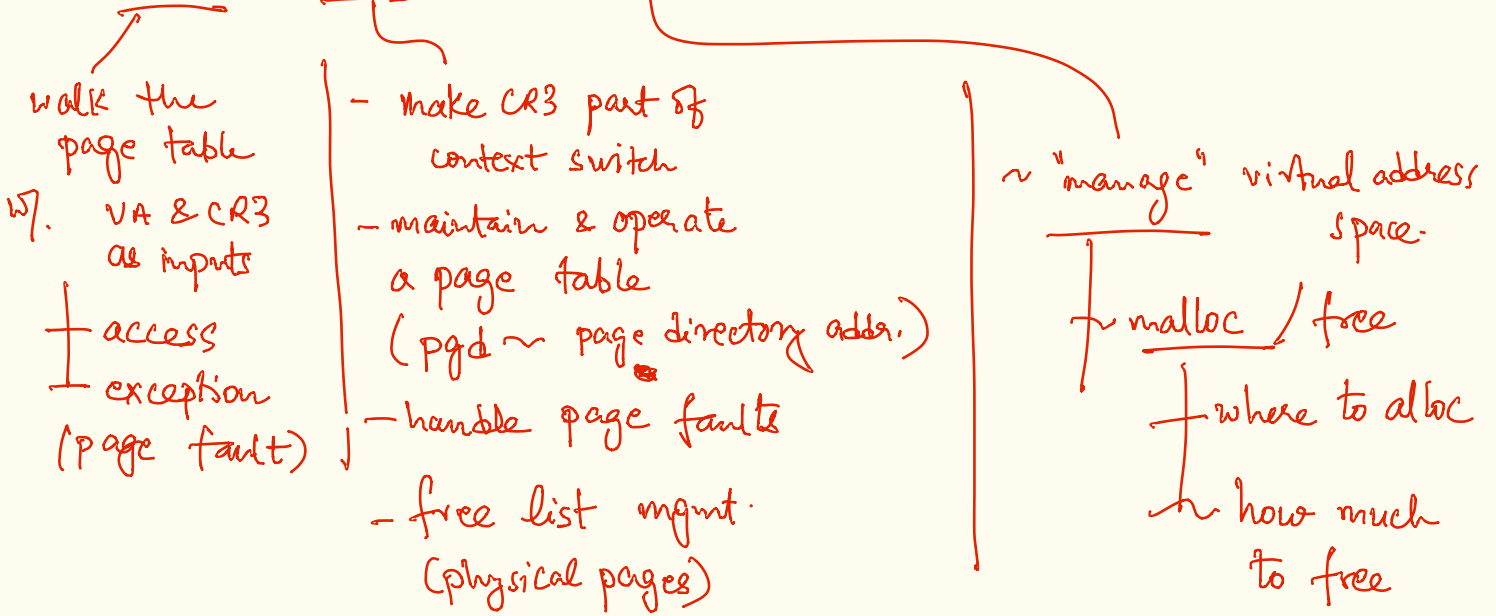 walk the
page table
w/. VA & CR3
as inputs
access
exception
(page fault)
- make CR3 part of
context switch
- maintain & operate
a page table
(pgd ~ page directory addr.)
- handle page faults
- free list mgmt.
(physical pages)
~ "manage" virtual address
space.
malloc / free
where to alloc
how much
to free